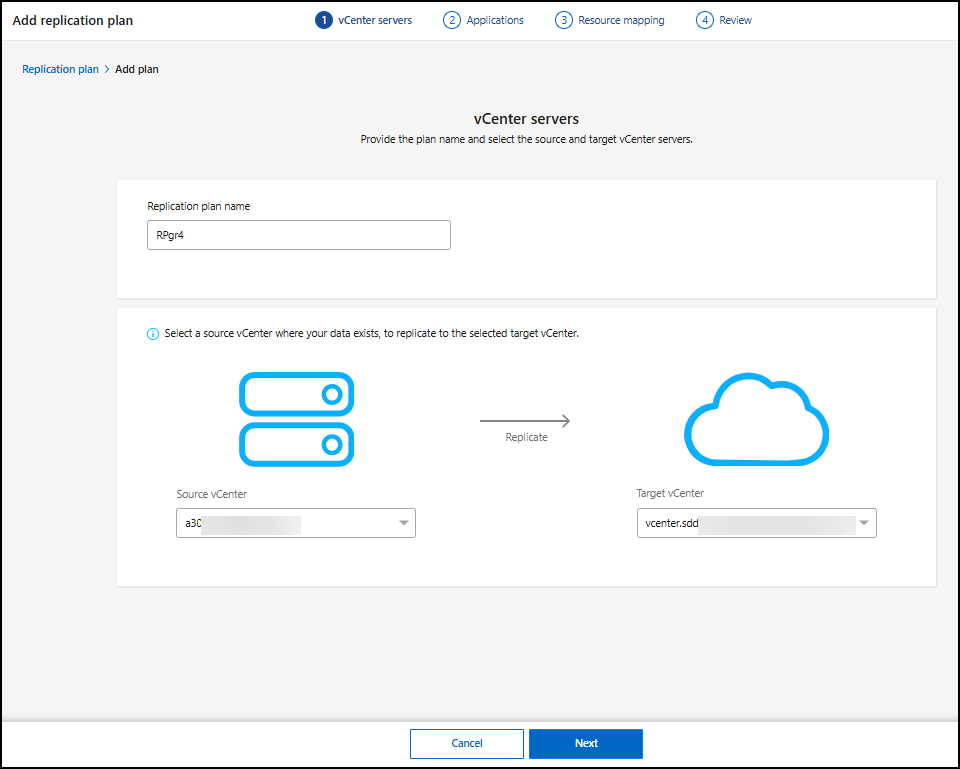 Add replication plan
1 vCenter servers
2 Applications
3 Resource mapping
4 Review
Replication plan > Add plan
vCenter servers
Provide the plan name and select the source and target vCenter servers.
Replication plan name
RPgr4
Select a source vCenter where your data exists, to replicate to the selected target vCenter.
Replicate
Source vCenter
Target vCenter
a30
vcenter.sdd
Cancel
Next